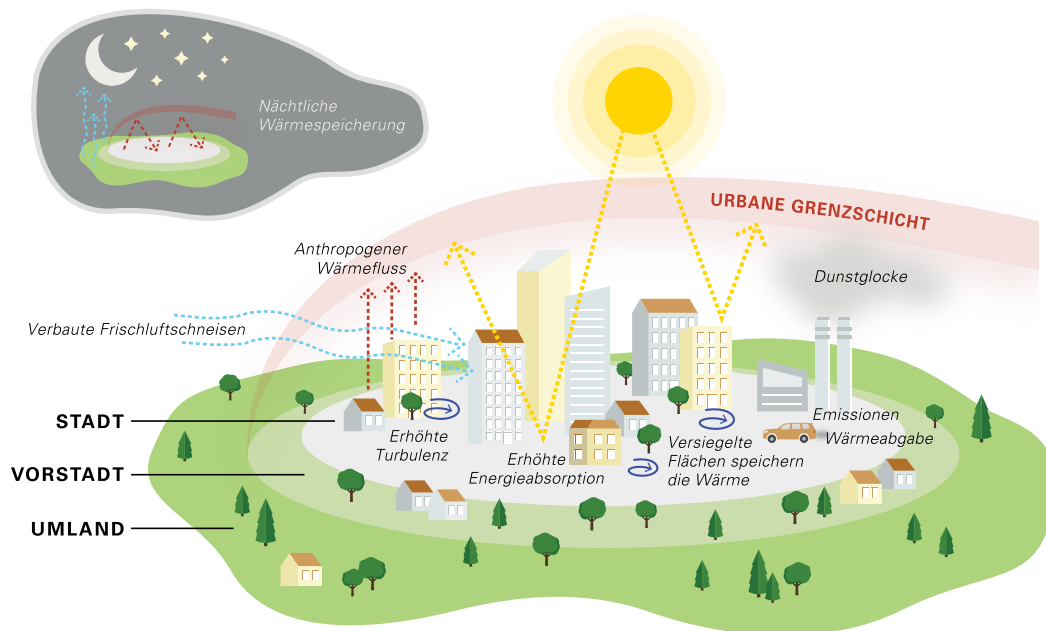 Nächtliche
Wärmespeicherung
URBANE GRENZSCHICHT
Anthropogener
Wärmefluss
Dunstglocke
Verbaute Frischluftschneisen
STADT
VORSTADT
UMLAND
Erhöhte
Turbulenz
Erhöhte
Energieabsorption
Versiegelte
Flächen speichern
die Wärme
Emissionen
Wärmeabgabe